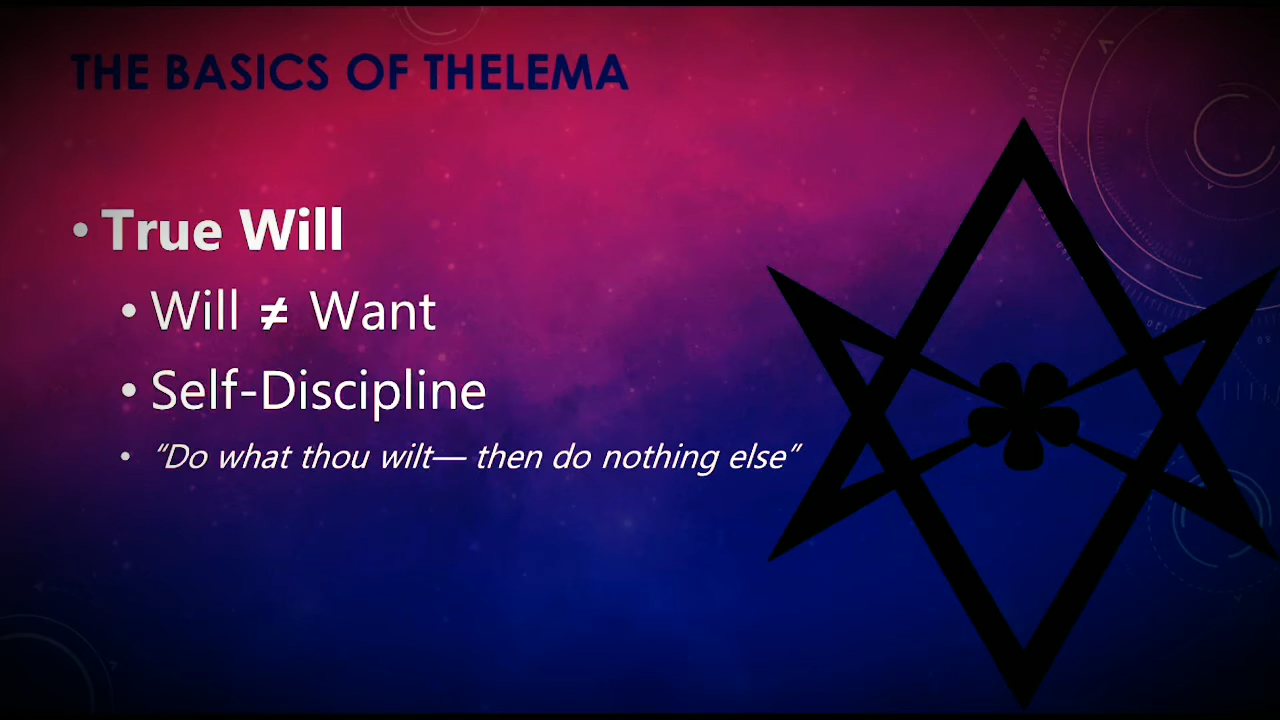 THE BASICS OF THELEMA
• True Will
• Will ≠ Want
• Self-Discipline
• “Do what thou wilt— then do nothing else”